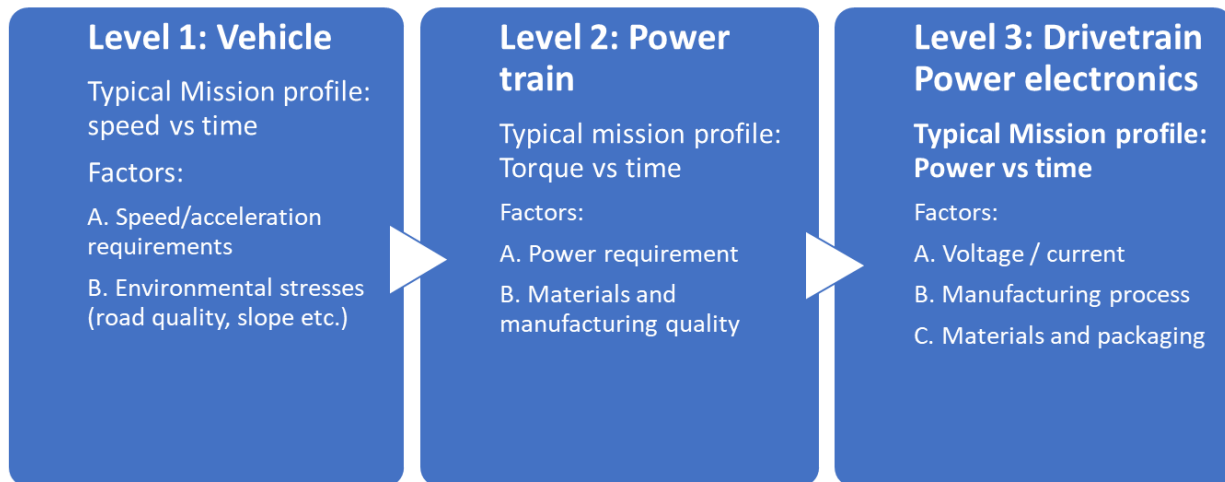 Level 1: Vehicle
Typical Mission profile:
speed vs time
Factors:
A. Speed/acceleration
requirements
B. Environmental stresses
(road quality, slope etc.)
Level 2: Power
train
Typical mission profile:
Torque vs time
Factors:
A. Power requirement
B. Materials and
manufacturing quality
Level 3: Drivetrain
Power electronics
Typical Mission profile:
Power vs time
Factors:
A. Voltage / current
B. Manufacturing process
C. Materials and packaging